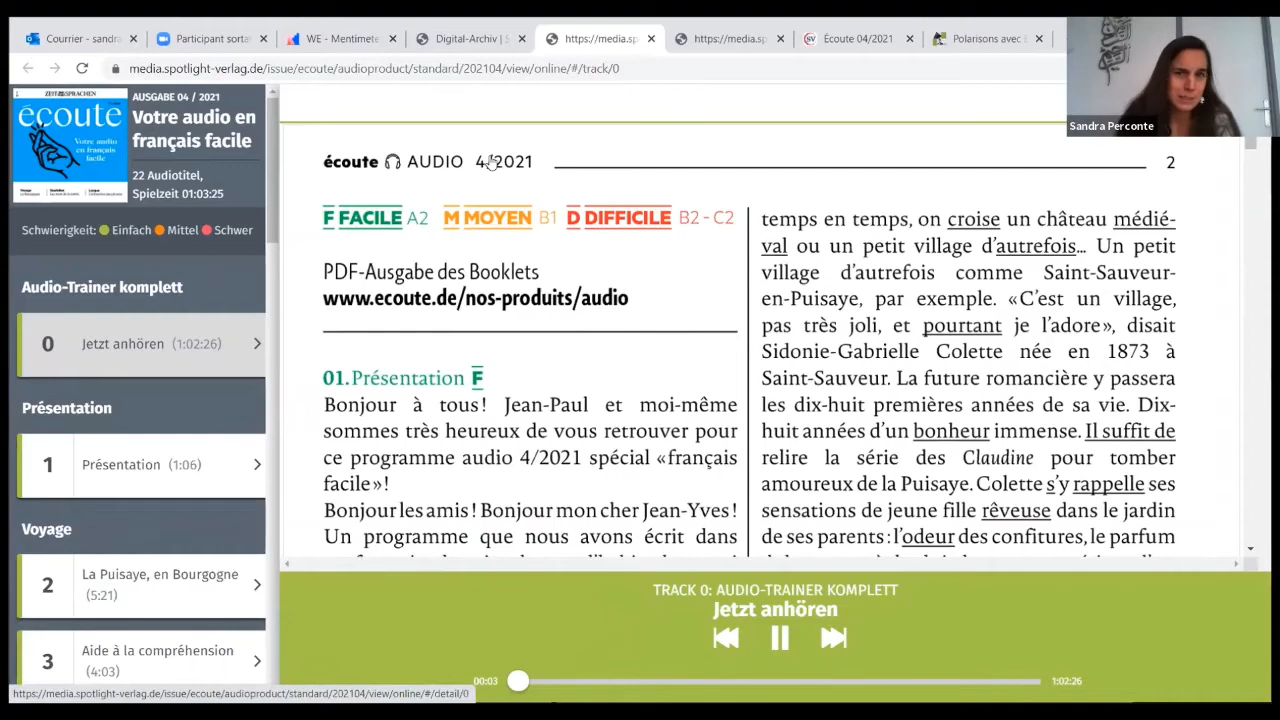 Courrier - sandra
Participant sorta
WE - Mentimete
Digital-Archiv | S
https://media.sp
https://media.sp
Écoute 04/2021
Polarisons avec É
media.spotlight-verlag.de/issue/ecoute/audioproduct/standard/202104/view/online/#/track/0
Sandra Perconte
ZEIT SPRACHEN
écoute
Votre audio
en français
facile
AUSGABE 04 / 2021
Votre audio en
français facile
22 Audiotitel,
Spielzeit 01:03:25
Schwierigkeit: Einfach Mittel Schwer
Audio-Trainer komplett
0 Jetzt anhören (1:02:26)
Présentation
1 Présentation (1:06)
Voyage
2 La Puisaye, en Bourgogne
(5:21)
3 Aide à la compréhension
(4:03)
https://media.spotlight-verlag.de/issue/ecoute/audioproduct/standard/202104/view/online/#/detail/0
écoute AUDIO 4/2021
2
F FACILE A2 M MOYEN B1 D DIFFICILE B2 - C2
PDF-Ausgabe des Booklets
www.ecoute.de/nos-produits/audio
01. Présentation F
Bonjour à tous ! Jean-Paul et moi-même
sommes très heureux de vous retrouver pour
ce programme audio 4/2021 spécial «français
facile» !
Bonjour les amis ! Bonjour mon cher Jean-Yves !
Un programme que nous avons écrit dans
temps en temps, on croise un château médié-
val ou un petit village d’autrefois… Un petit
village d’autrefois comme Saint-Sauveur-
en-Puisaye, par exemple. «C’est un village,
pas très joli, et pourtant je l’adore», disait
Sidonie-Gabrielle Colette née en 1873 à
Saint-Sauveur. La future romancière y passera
les dix-huit premières années de sa vie. Dix-
huit années d’un bonheur immense. Il suffit de
relire la série des Claudine pour tomber
amoureux de la Puisaye. Colette s’y rappelle ses
sensations de jeune fille rêveuse dans le jardin
de ses parents : l’odeur des confitures, le parfum
TRACK 0: AUDIO-TRAINER KOMPLETT
Jetzt anhören
00:03
1:02:26